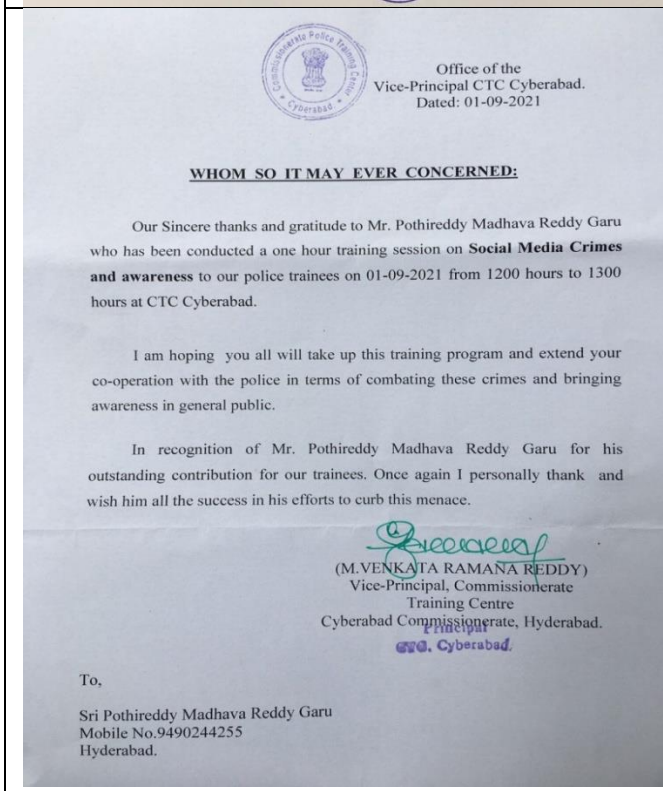 Commissionerate Police Training Center
* Cyberabad *
Office of the
Vice-Principal CTC Cyberabad.
Dated: 01-09-2021
WHOM SO IT MAY EVER CONCERNED:
Our Sincere thanks and gratitude to Mr. Pothireddy Madhava Reddy Garu
who has been conducted a one hour training session on Social Media Crimes
and awareness to our police trainees on 01-09-2021 from 1200 hours to 1300
hours at CTC Cyberabad.
I am hoping you all will take up this training program and extend your
co-operation with the police in terms of combating these crimes and bringing
awareness in general public.
In recognition of Mr. Pothireddy Madhava Reddy Garu for his
outstanding contribution for our trainees. Once again I personally thank and
wish him all the success in his efforts to curb this menace.
(M.VENKATA RAMANA REDDY)
Vice-Principal, Commissionerate
Training Centre
Cyberabad Commissionerate, Hyderabad.
Principal
CTC, Cyberabad.
To,
Sri Pothireddy Madhava Reddy Garu
Mobile No.9490244255
Hyderabad.